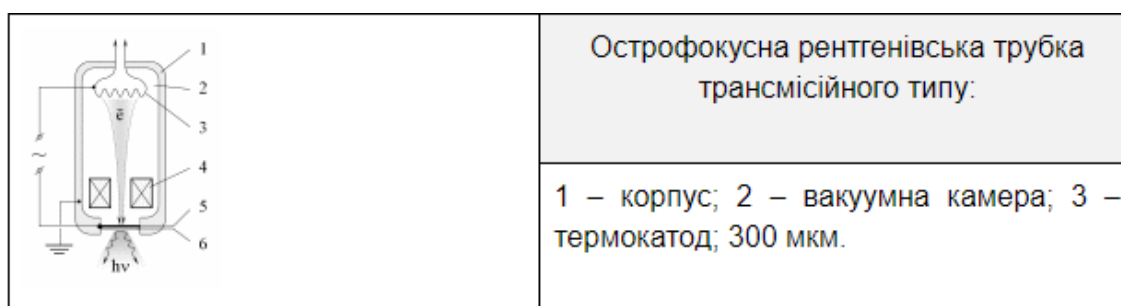 1
2
3
ē
4
~
5
6
hν
Острофокусна рентгенівська трубка
трансмісійного типу:
1 – корпус; 2 – вакуумна камера; 3 –
термокатод; 300 мкм.